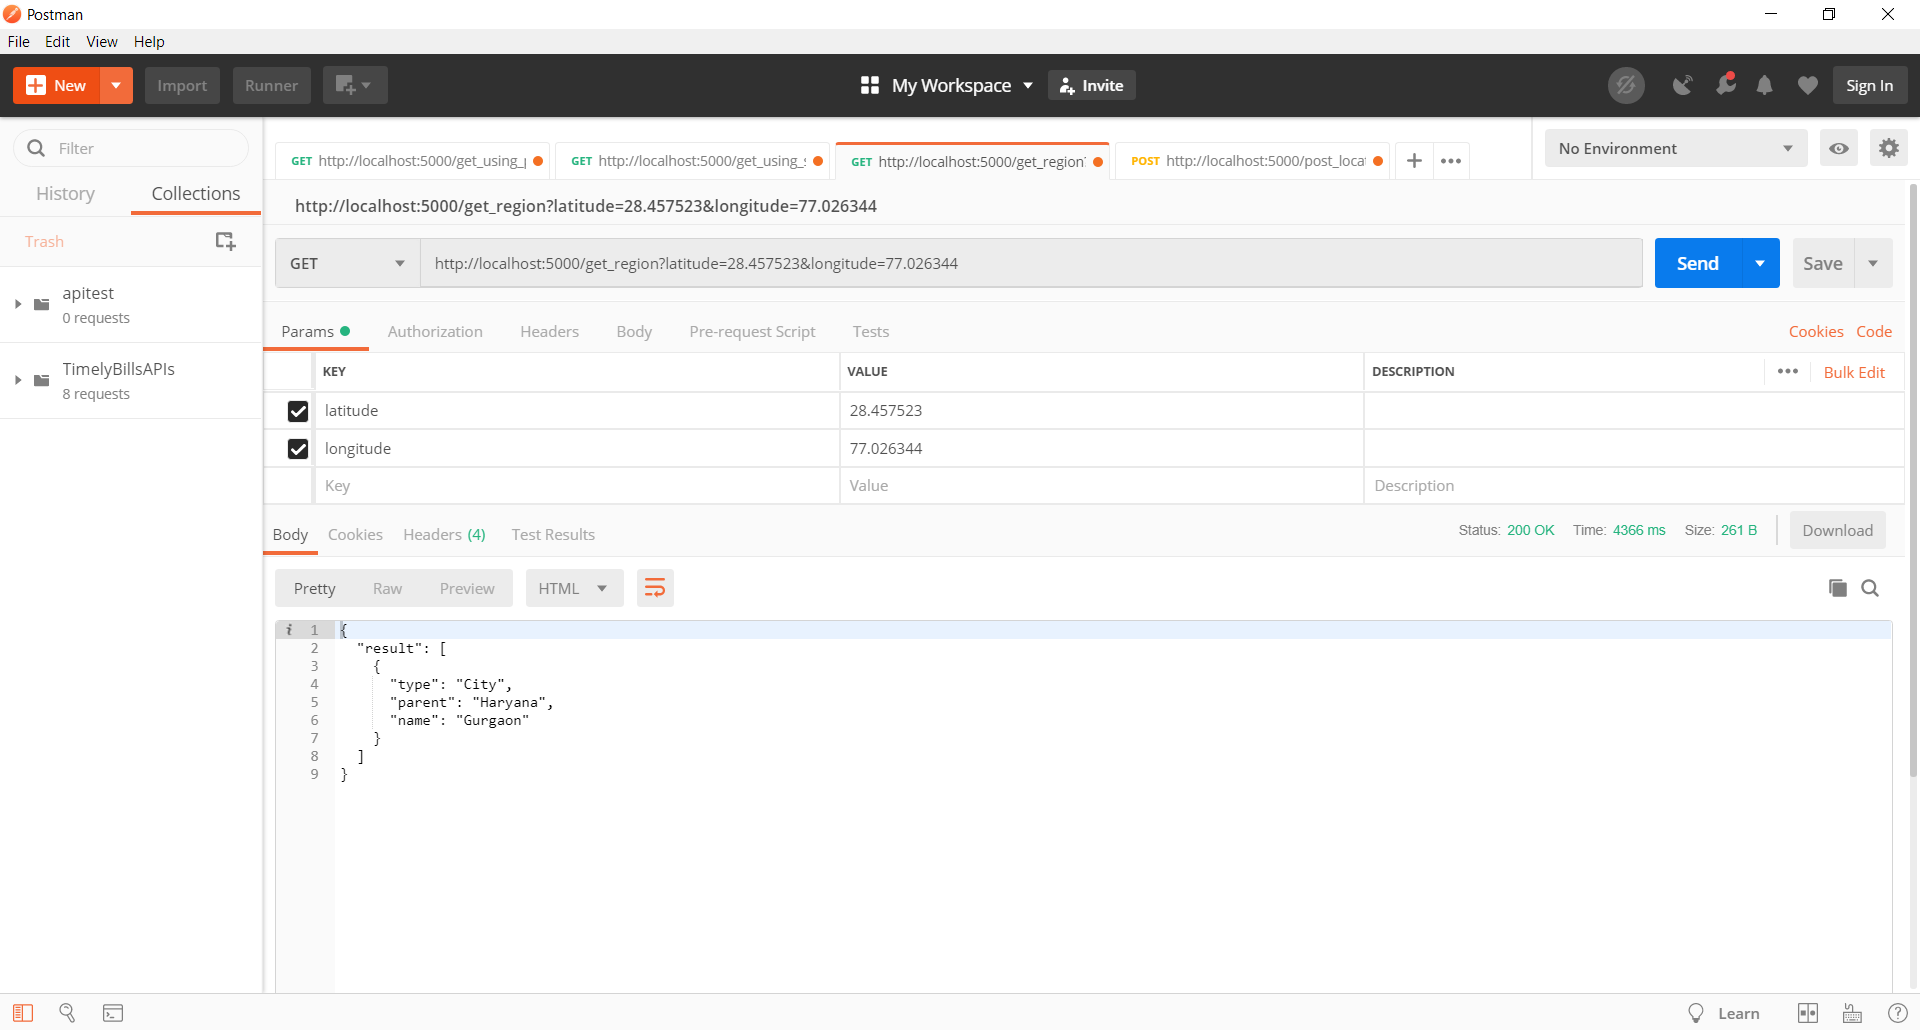 Postman
File Edit View Help
New Import Runner My Workspace Invite Sign In
Filter
History Collections
Trash
apitest
0 requests
TimelyBillsAPIs
8 requests
GET http://localhost:5000/get_using_ GET http://localhost:5000/get_using_ GET http://localhost:5000/get_region POST http://localhost:5000/post_loca
No Environment
http://localhost:5000/get_region?latitude=28.457523&longitude=77.026344
GET http://localhost:5000/get_region?latitude=28.457523&longitude=77.026344 Send Save
Params Authorization Headers Body Pre-request Script Tests Cookies Code
KEY VALUE DESCRIPTION Bulk Edit
latitude 28.457523
longitude 77.026344
Key Value Description
Body Cookies Headers (4) Test Results Status: 200 OK Time: 4366 ms Size: 261 B Download
Pretty Raw Preview HTML
i 1 {
2 "result": [
3 {
4 "type": "City",
5 "parent": "Haryana",
6 "name": "Gurgaon"
7 }
8 ]
9 }
Learn